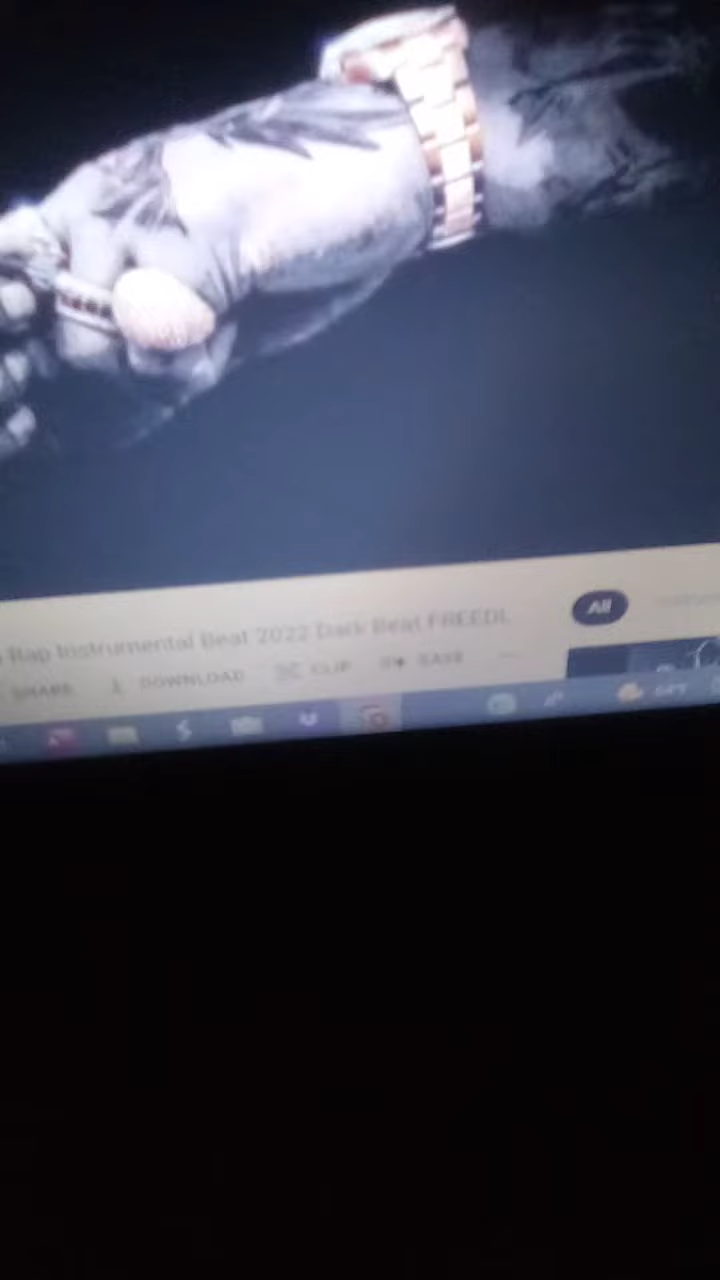 Rap Instrumental Beat 2022 Dark Beat FREEDL
All
SHARE DOWNLOAD CLIP SAVE